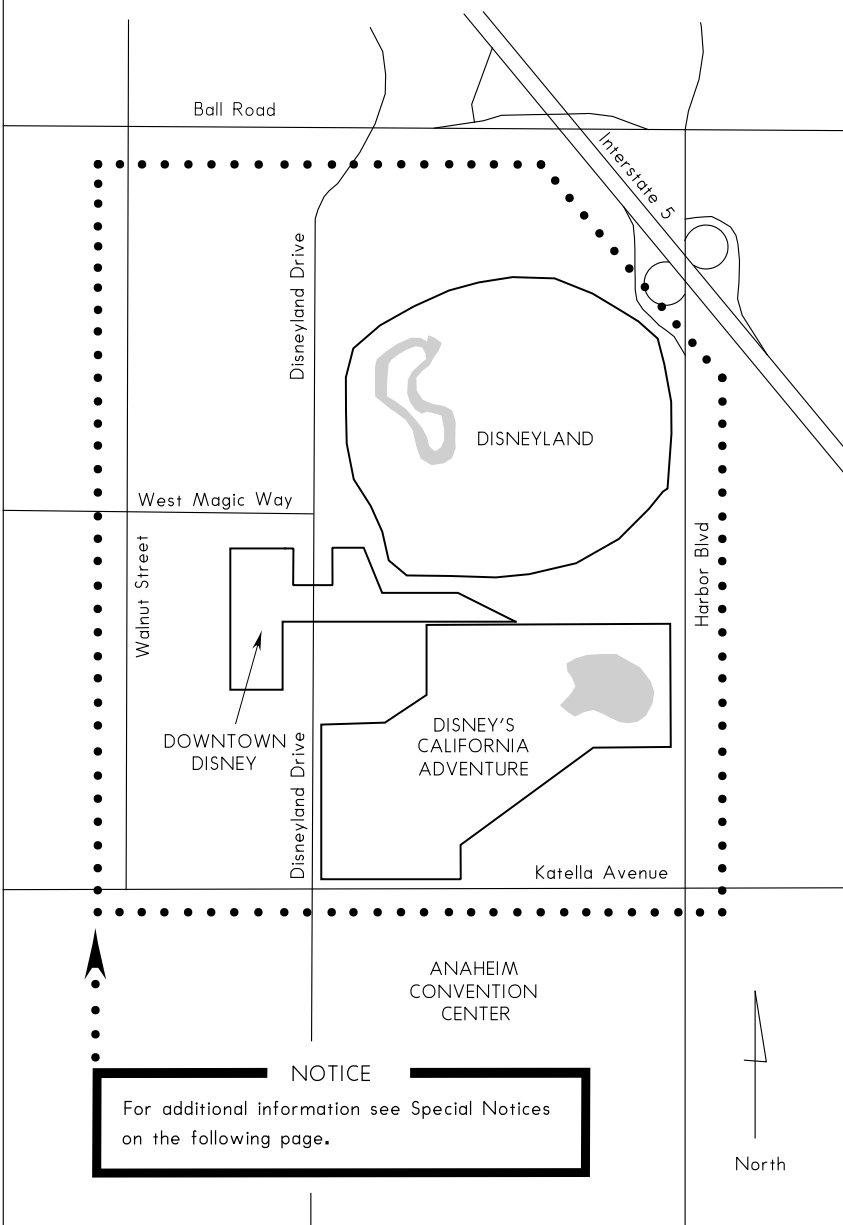 Ball Road
Interstate 5
Disneyland Drive
DISNEYLAND
West Magic Way
Walnut Street
Harbor Blvd
DOWNTOWN
DISNEY
Disneyland Drive
DISNEY'S
CALIFORNIA
ADVENTURE
Katella Avenue
ANAHEIM
CONVENTION
CENTER
NOTICE
For additional information see Special Notices
on the following page.
North